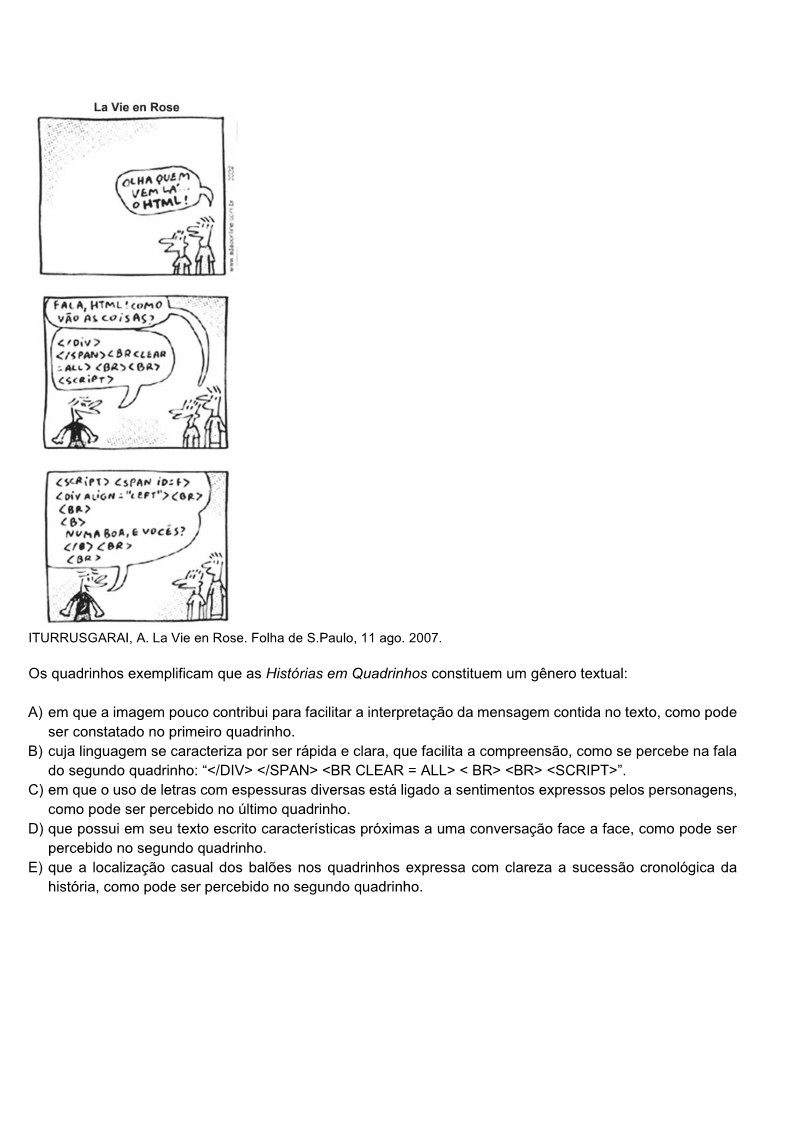 La Vie en Rose
OLHA QUEM
VEM LÁ...
O HTML!
www.adaoonline.com.br
FALA, HTML! COMO
VÃO AS COISAS?
</DIV>
</SPAN><BR CLEAR
=ALL> <BR><BR>
<SCRIPT>
<SCRIPT> <SPAN ID=F>
<DIV ALIGN="LEFT"><BR>
<BR>
<B>
NUMA BOA, E VOCÊS?
</B> <BR>
<BR>
ITURRUSGARAI, A. La Vie en Rose. Folha de S.Paulo, 11 ago. 2007.
Os quadrinhos exemplificam que as Histórias em Quadrinhos constituem um gênero textual:
A) em que a imagem pouco contribui para facilitar a interpretação da mensagem contida no texto, como pode
ser constatado no primeiro quadrinho.
B) cuja linguagem se caracteriza por ser rápida e clara, que facilita a compreensão, como se percebe na fala
do segundo quadrinho: “</DIV> </SPAN> <BR CLEAR = ALL> < BR> <BR> <SCRIPT>”.
C) em que o uso de letras com espessuras diversas está ligado a sentimentos expressos pelos personagens,
como pode ser percebido no último quadrinho.
D) que possui em seu texto escrito características próximas a uma conversação face a face, como pode ser
percebido no segundo quadrinho.
E) que a localização casual dos balões nos quadrinhos expressa com clareza a sucessão cronológica da
história, como pode ser percebido no segundo quadrinho.